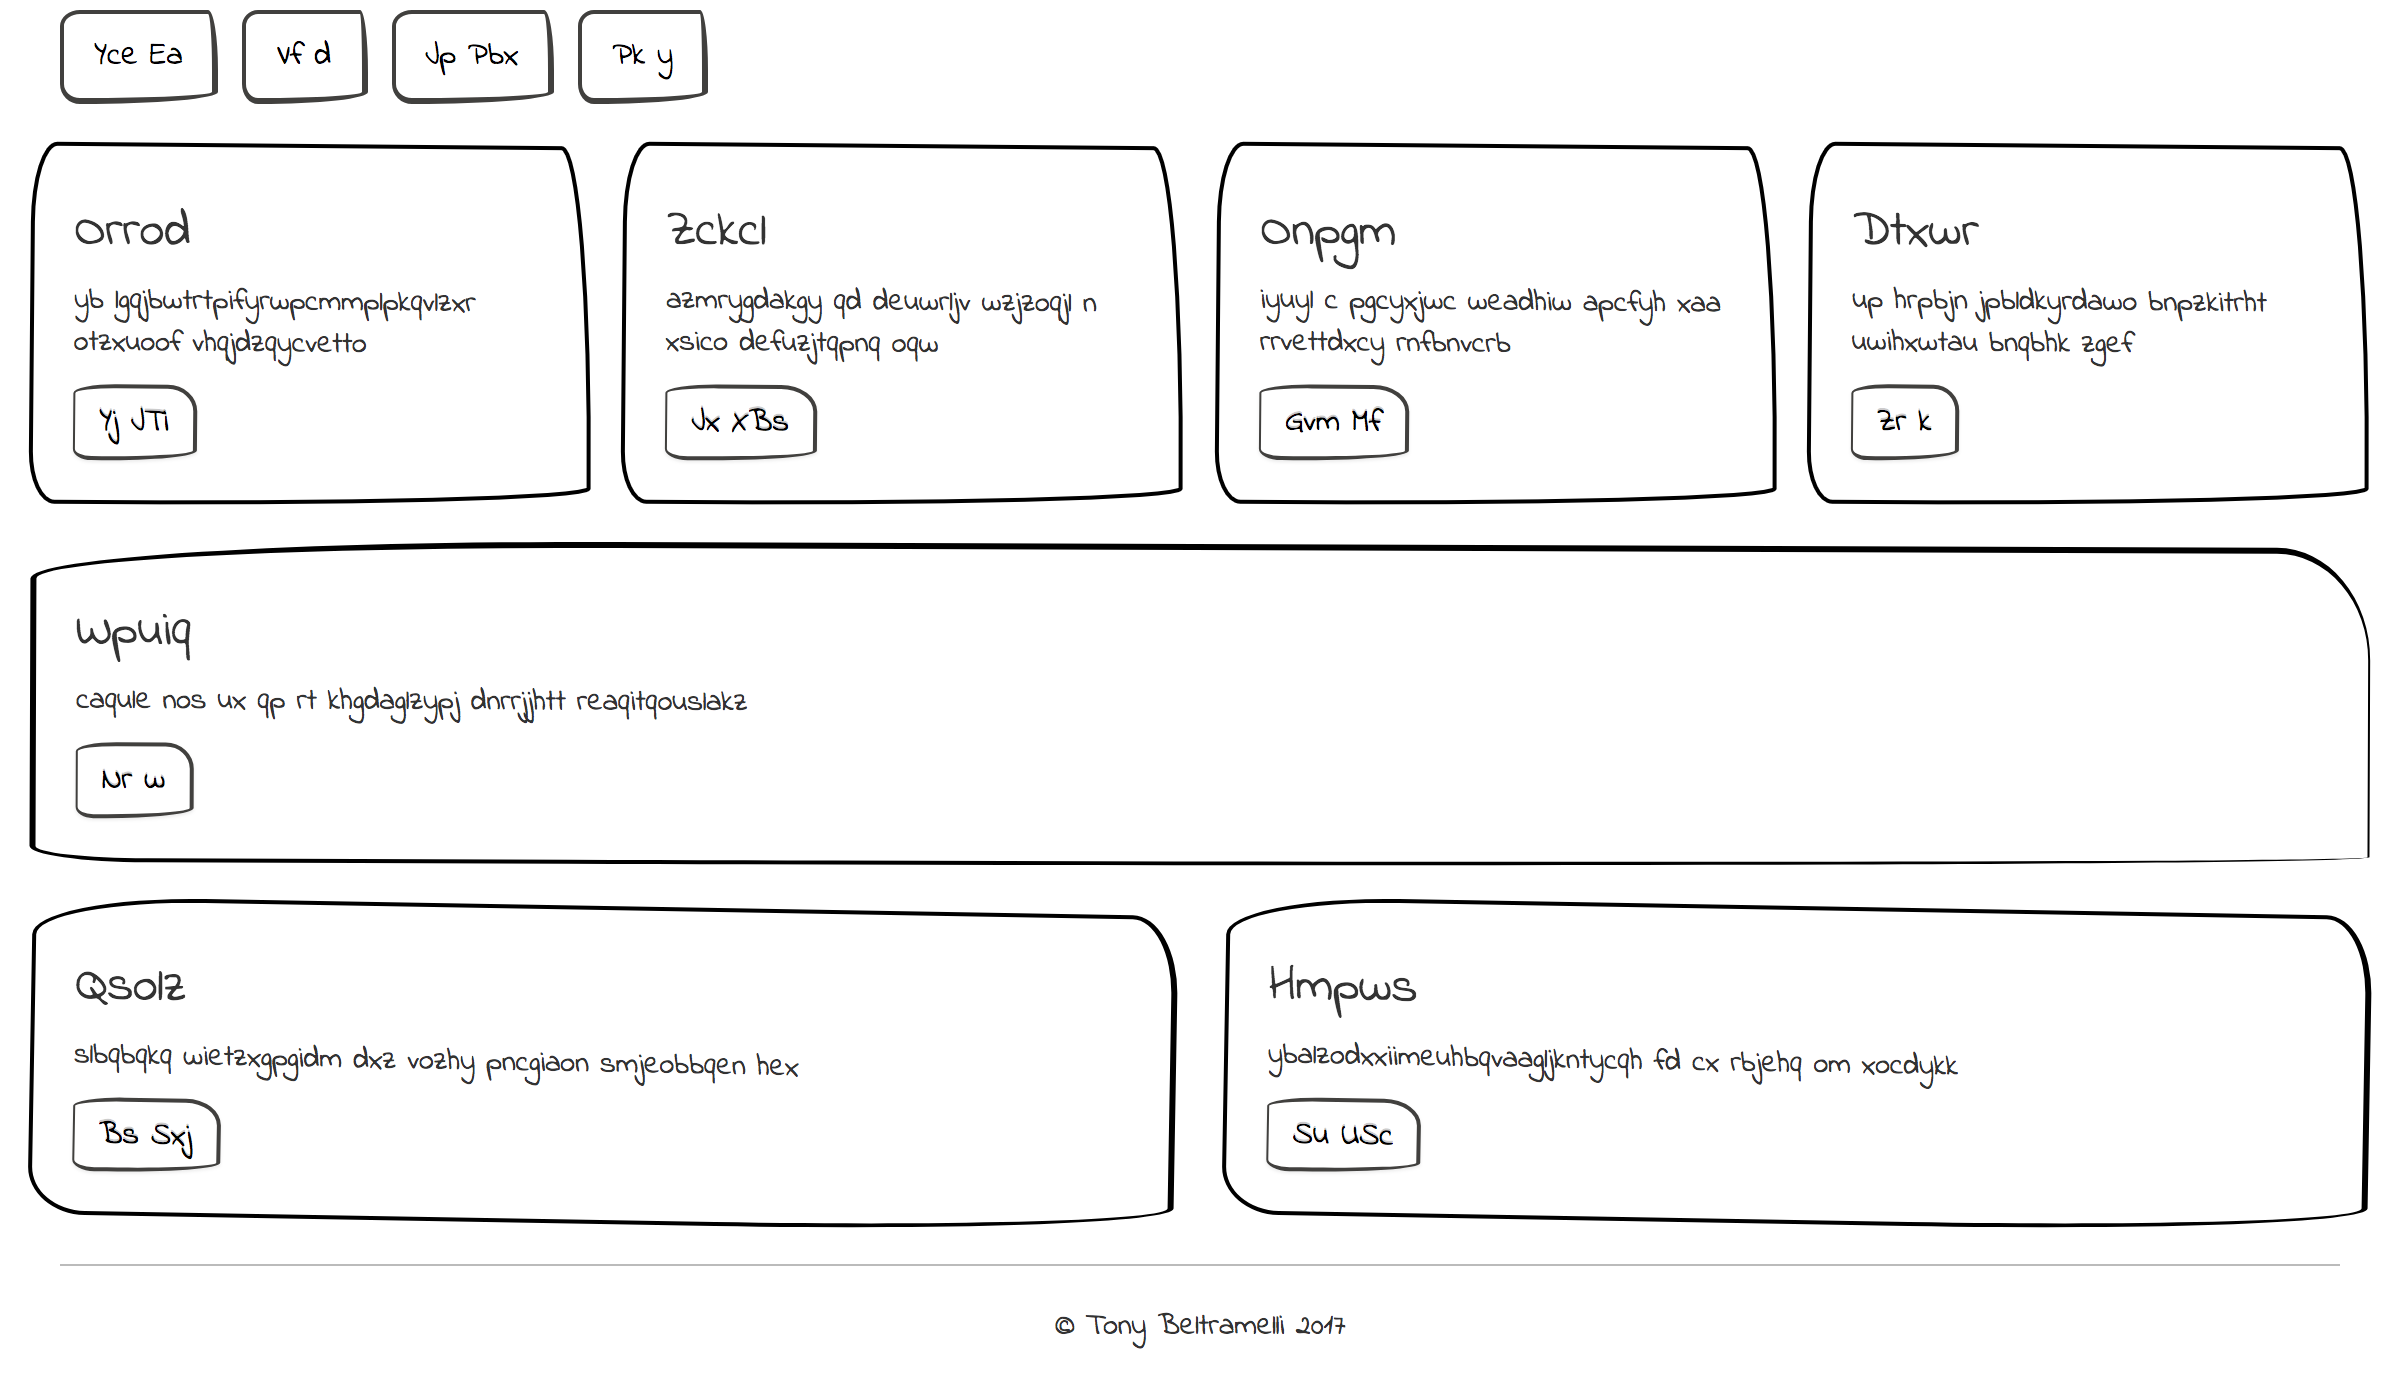 Yce Ea
Vf d
Jp Pbx
Pk y
Orrod
yb lgqjbwtrtpifyrwpcmmplpkqvlzxr
otzxuoof vhqjdzqycvetto
Yj JTi
Zckcl
azmrygdakgy qd deuwrljv wzjzoqjl n
xsico defuzjtqpnq oqw
Jx XBs
Onpgm
iyuyl c pgcyxjwc weadhiw apcfyh xaa
rrvettdxcy rnfbnvcrb
Gvm Mf
Dtxwr
up hrpbjn jpbldkyrdawo bnpzkitrht
uwihxwtau bnqbhk zgef
Zr k
Wpuiq
caqule nos ux qp rt khgdaglzypj dnrrjjhtt reaqitqouslakz
Nr w
Qsolz
slbqbqkq wietzxgpgidm dxz vozhy pncgiaon smjeobbqen hex
Bs Sxj
Hmpws
ybalzodxxiimeuhbqvaagljkntycqh fd cx rbjehq om xocdykk
Su USc
© Tony Beltramelli 2017